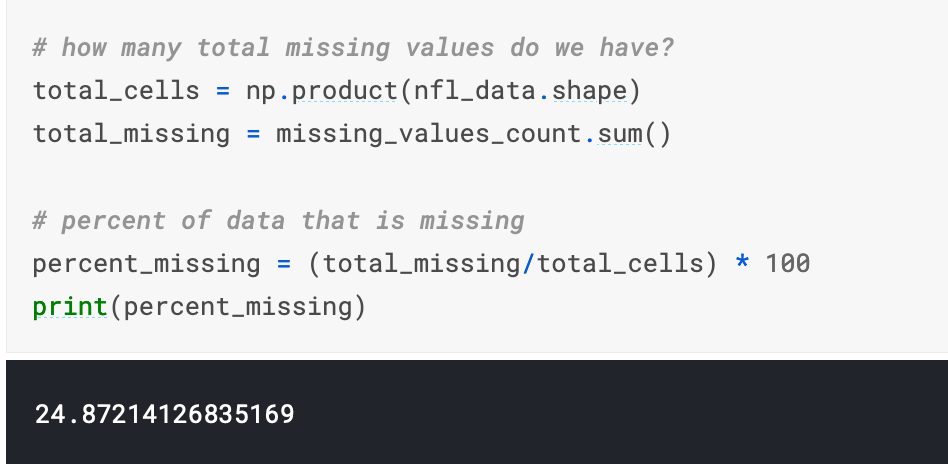 # how many total missing values do we have?
total_cells = np.product(nfl_data.shape)
total_missing = missing_values_count.sum()
# percent of data that is missing
percent_missing = (total_missing/total_cells) * 100
print(percent_missing)
24.87214126835169